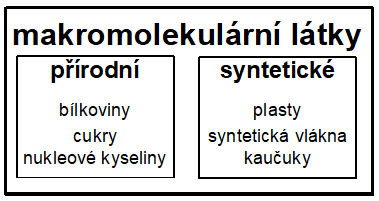 makromolekulární látky
přírodní
bílkoviny
cukry
nukleové kyseliny
syntetické
plasty
syntetická vlákna
kaučuky